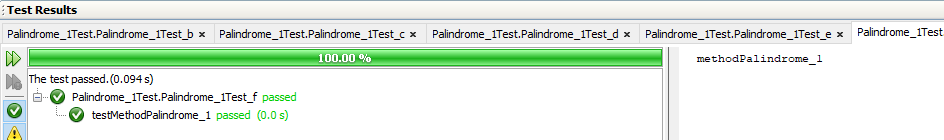 Test Results
Palindrome_1Test.Palindrome_1Test_b × Palindrome_1Test.Palindrome_1Test_c × Palindrome_1Test.Palindrome_1Test_d × Palindrome_1Test.Palindrome_1Test_e × Palindrome_1Test
100.00 %
methodPalindrome_1
The test passed.(0.094 s)
Palindrome_1Test.Palindrome_1Test_f passed
testMethodPalindrome_1 passed (0.0 s)